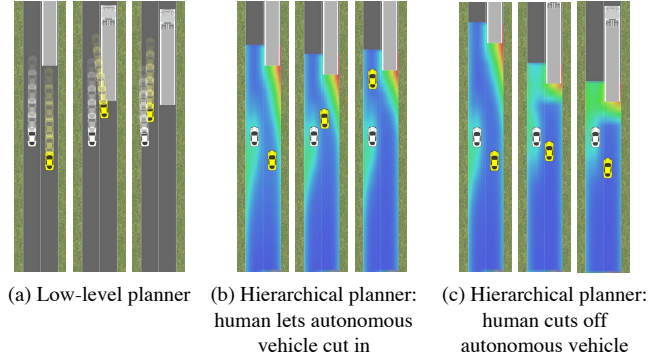 (a) Low-level planner
(b) Hierarchical planner:
human lets autonomous
vehicle cut in
(c) Hierarchical planner:
human cuts off
autonomous vehicle